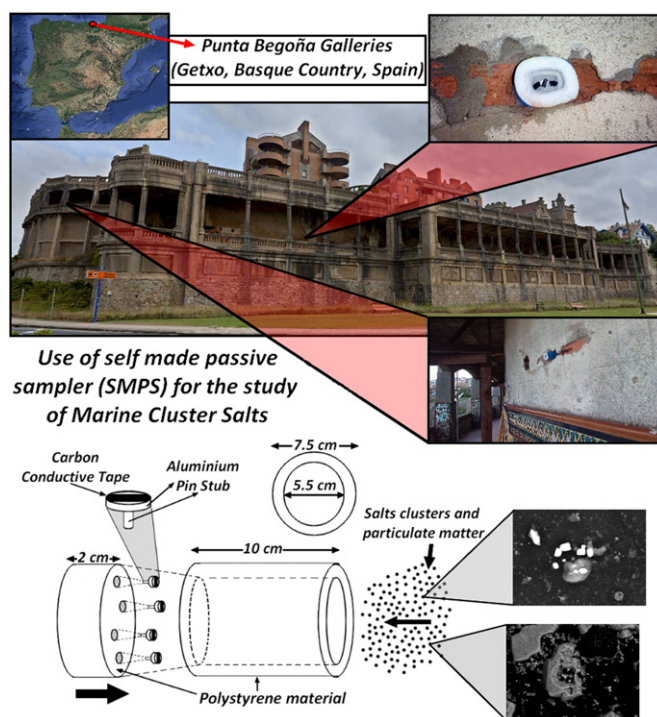 Punta Begoña Galleries
(Getxo, Basque Country, Spain)
Use of self made passive
sampler (SMPS) for the study
of Marine Cluster Salts
7.5 cm
5.5 cm
Carbon
Conductive Tape
Aluminium
Pin Stub
Salts clusters and
particulate matter
2 cm
10 cm
Polystyrene material